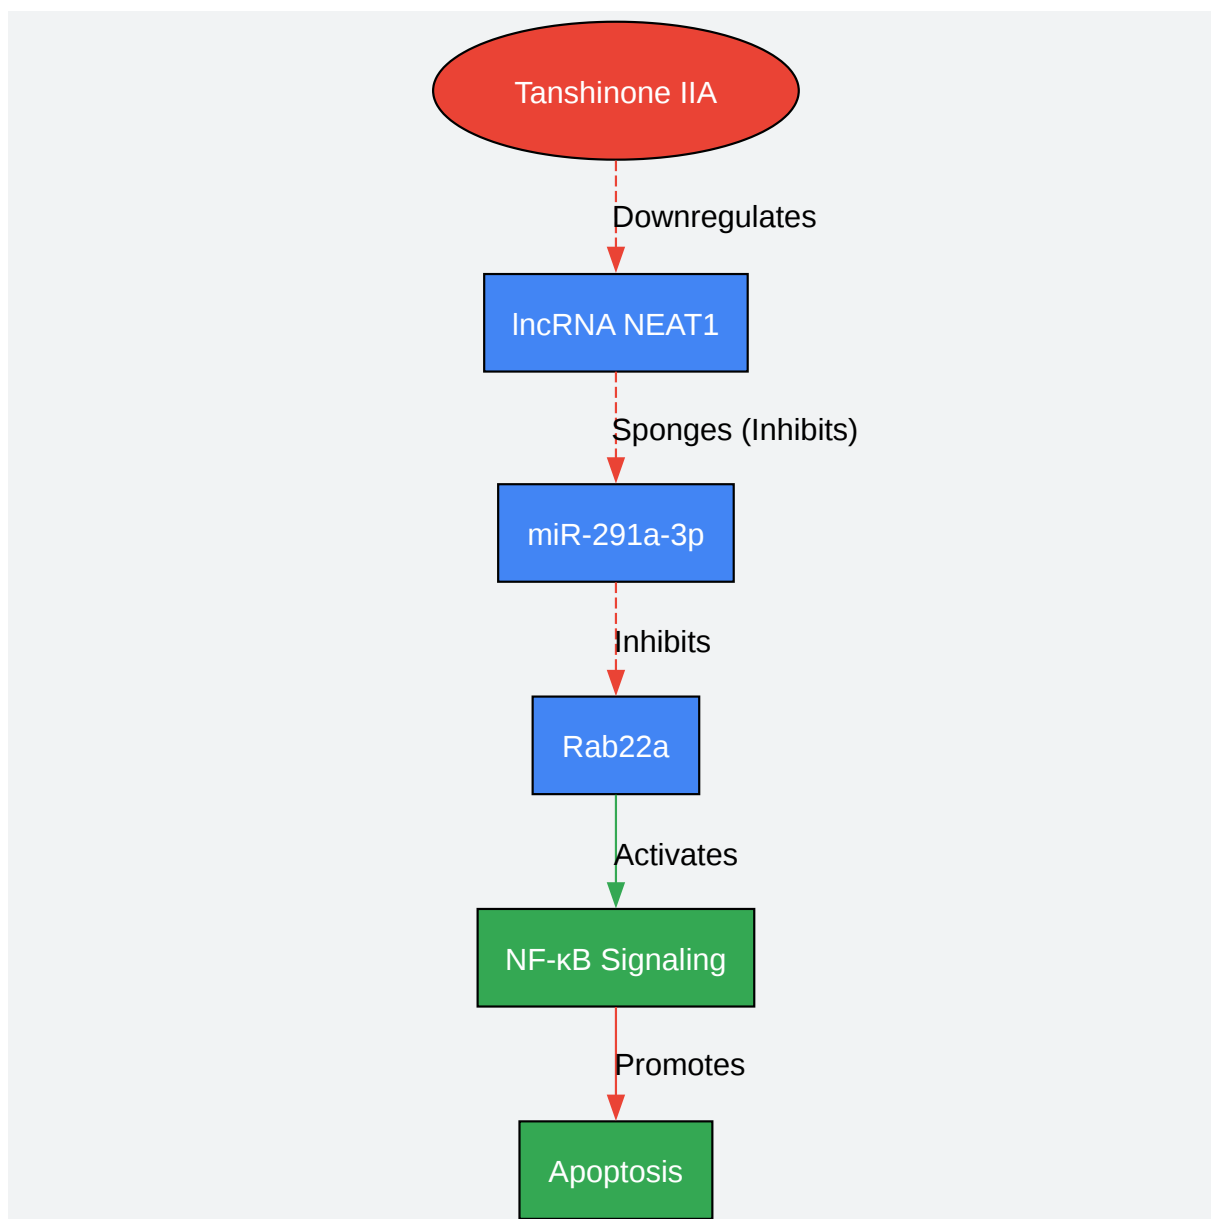 Tanshinone IIA
Downregulates
lncRNA NEAT1
Sponges (Inhibits)
miR-291a-3p
Inhibits
Rab22a
Activates
NF-κB Signaling
Promotes
Apoptosis